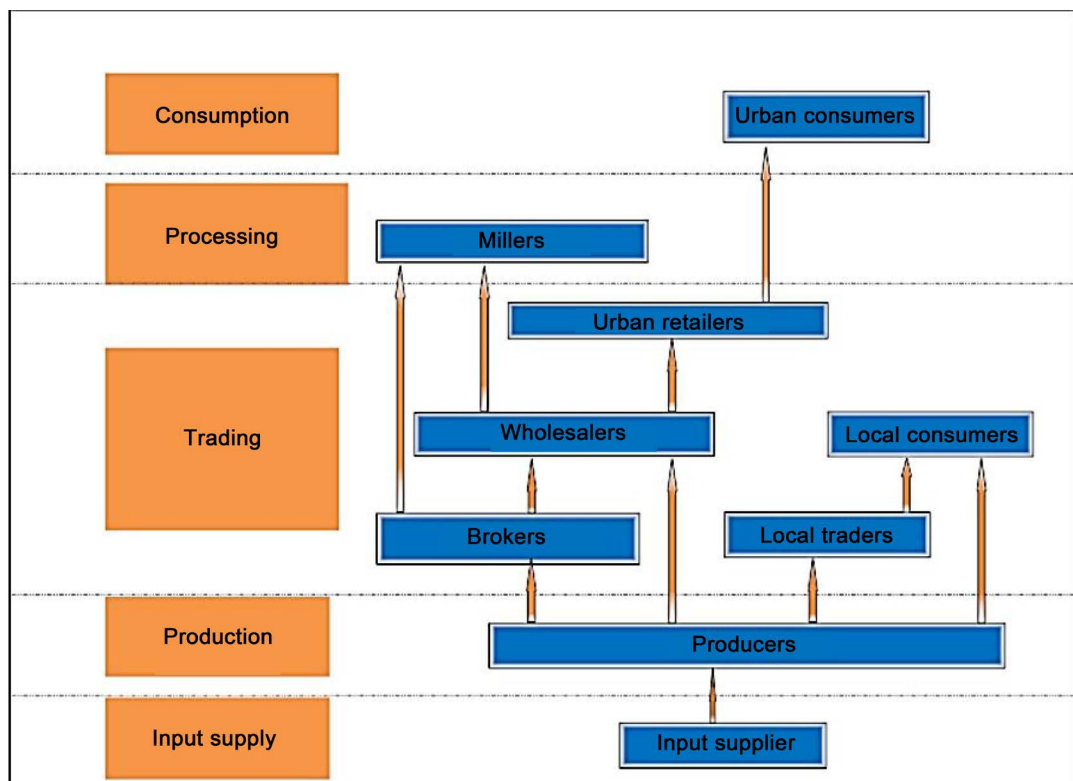 Consumption
Urban consumers
Processing
Millers
Urban retailers
Trading
Wholesalers
Local consumers
Brokers
Local traders
Production
Producers
Input supply
Input supplier